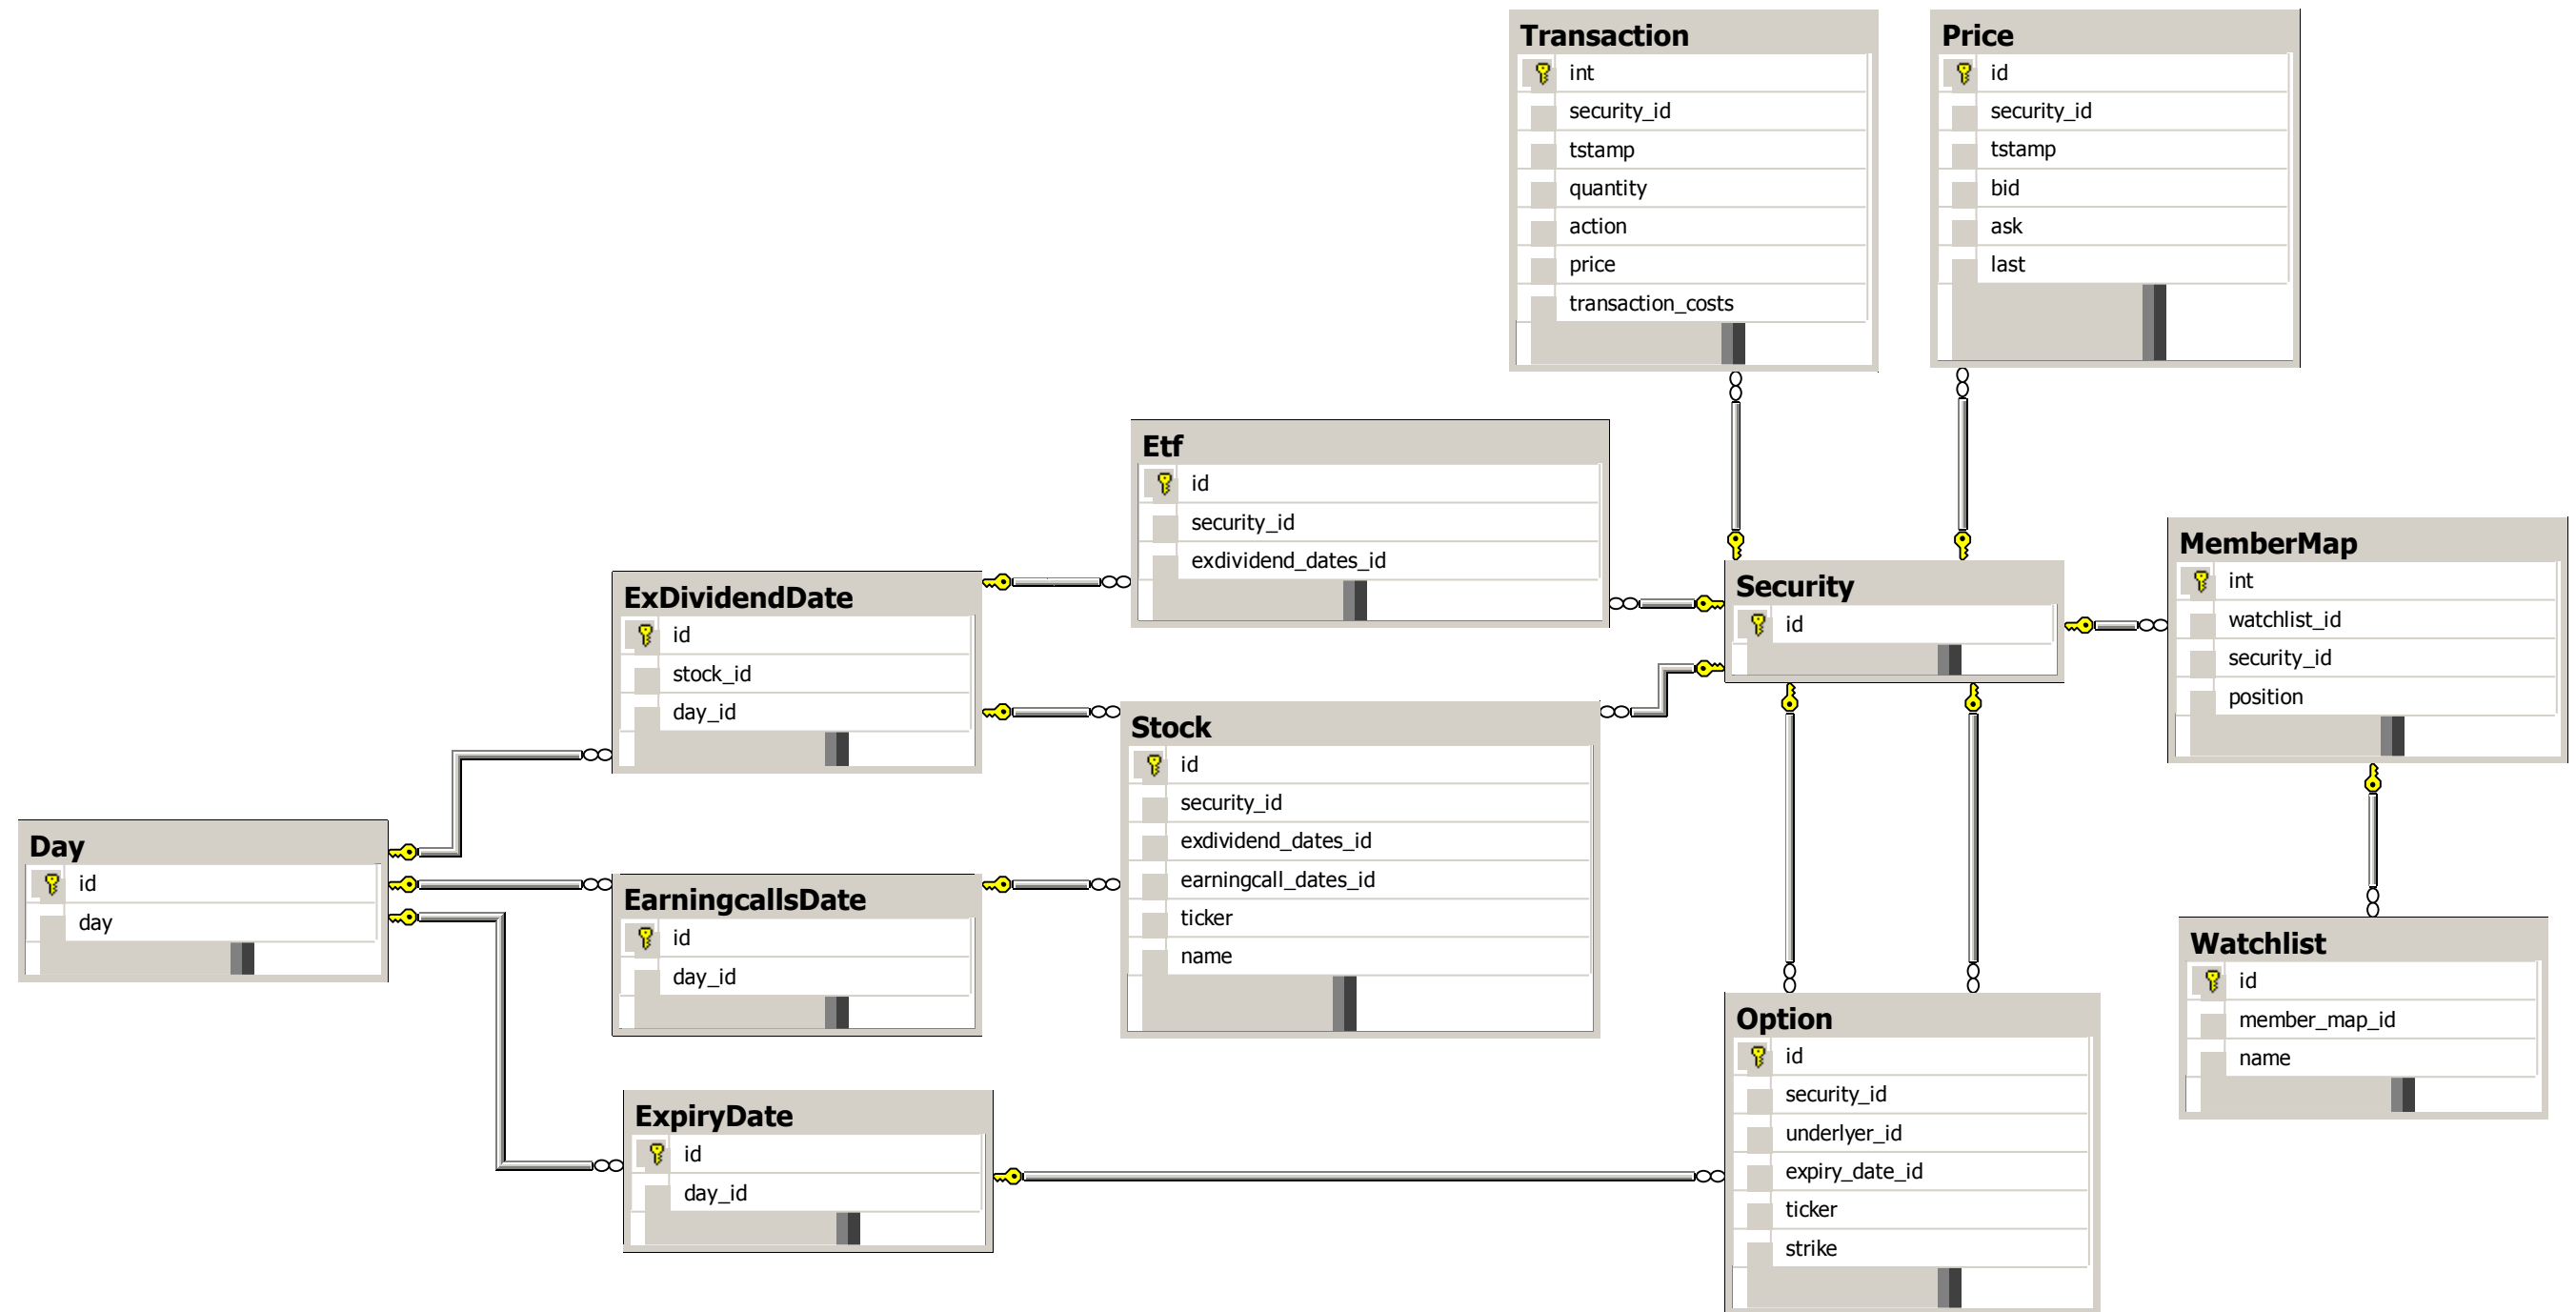 Transaction
int
security_id
tstamp
quantity
action
price
transaction_costs
Price
id
security_id
tstamp
bid
ask
last
Etf
id
security_id
exdividend_dates_id
Security
id
MemberMap
int
watchlist_id
security_id
position
ExDividendDate
id
stock_id
day_id
Stock
id
security_id
exdividend_dates_id
earningcall_dates_id
ticker
name
Day
id
day
EarningcallsDate
id
day_id
Watchlist
id
member_map_id
name
Option
id
security_id
underlyer_id
expiry_date_id
ticker
strike
ExpiryDate
id
day_id